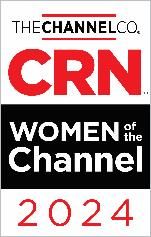 THECHANNELCO.
CRN
WOMEN of the
Channel
2024